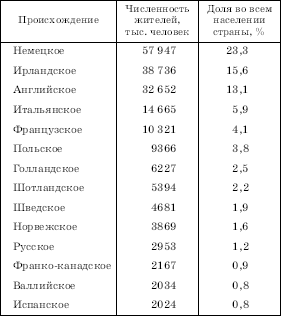 Происхождение Численность жителей, тыс. человек Доля во всем населении страны, %
Немецкое 57 947 23,3
Ирландское 38 736 15,6
Английское 32 652 13,1
Итальянское 14 665 5,9
Французское 10 321 4,1
Польское 9366 3,8
Голландское 6227 2,5
Шотландское 5394 2,2
Шведское 4681 1,9
Норвежское 3869 1,6
Русское 2953 1,2
Франко-канадское 2167 0,9
Валлийское 2034 0,8
Испанское 2024 0,8